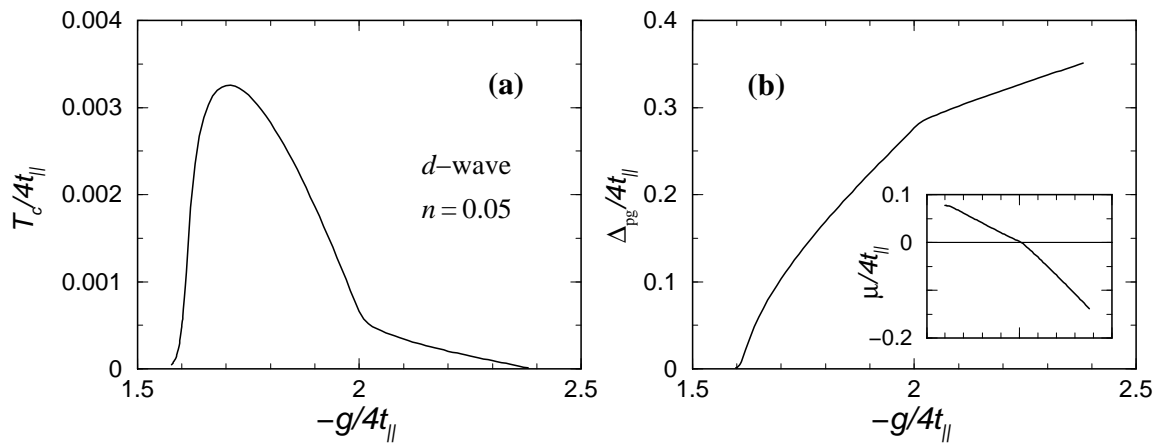 0.004
0.003
0.002
0.001
0
1.5
2
2.5
T_c/4t_||
−g/4t_||
(a)
d−wave
n = 0.05
0.4
0.3
0.2
0.1
0
1.5
2
2.5
Δ_pg/4t_||
−g/4t_||
(b)
0.1
0
−0.2
μ/4t_||